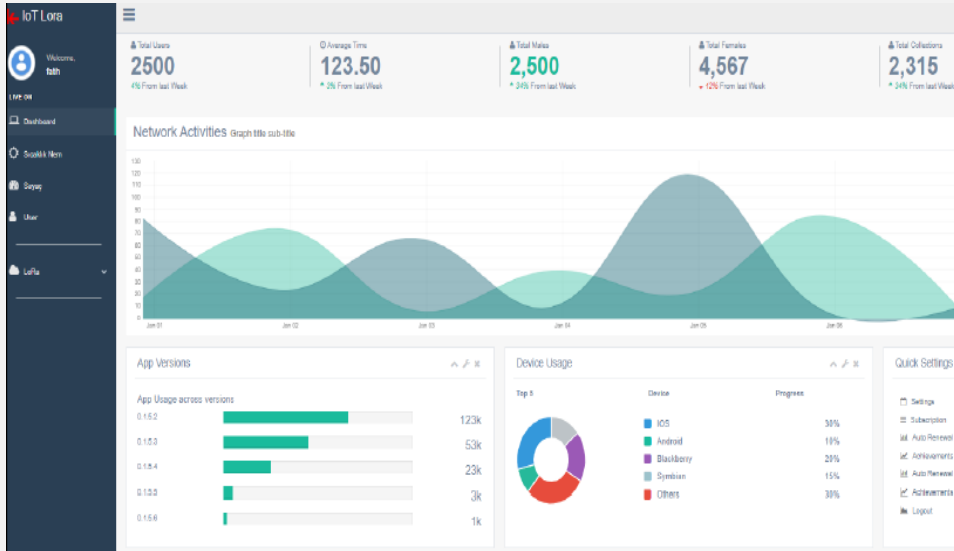 IoT Lora
Welcome,
fatih
LIVE ON
Dashboard
Sıcaklık Nem
Sayaç
User
LoRa
Total Users
2500
4% From last Week
Average Time
123.50
3% From last Week
Total Males
2,500
34% From last Week
Total Females
4,567
12% From last Week
Total Collections
2,315
34% From last Week
Network Activities Graph title sub-title
130
120
110
100
90
80
70
60
50
40
30
20
10
0
Jan 01
Jan 02
Jan 03
Jan 04
Jan 05
Jan 06
App Versions
App Usage across versions
0.1.5.2
123k
0.1.5.3
53k
0.1.5.4
23k
0.1.5.5
3k
0.1.5.6
1k
Device Usage
Top 5
Device
Progress
IOS
30%
Android
10%
Blackberry
20%
Symbian
15%
Others
30%
Quick Settings
Settings
Subscription
Auto Renewal
Achievements
Auto Renewal
Achievements
Logout